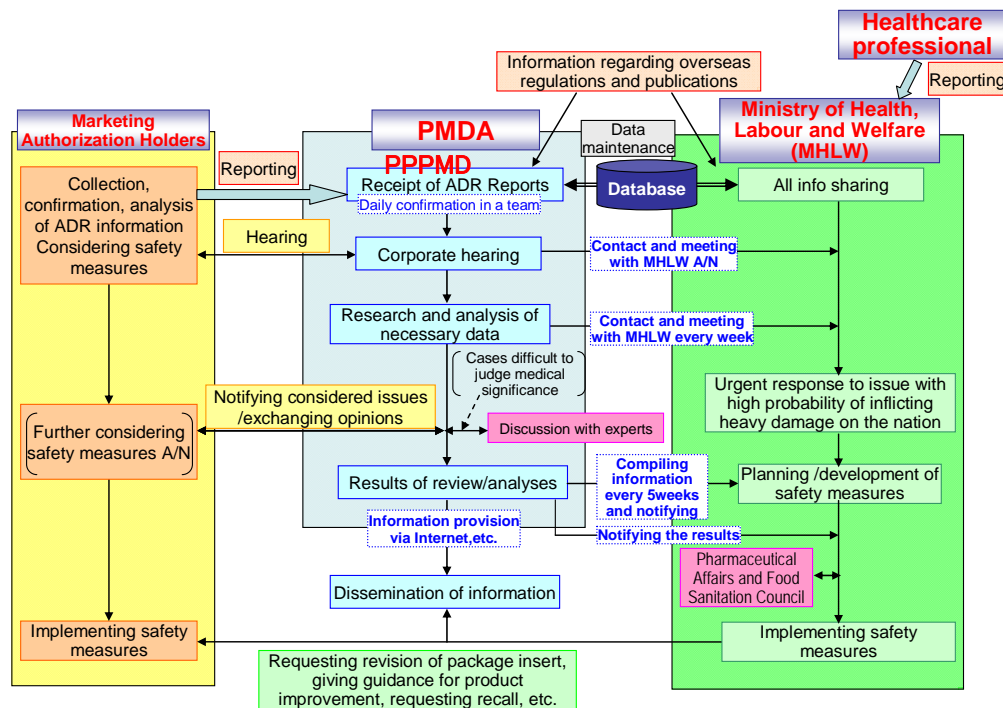 Healthcare
professional
Reporting
Information regarding overseas
regulations and publications
Marketing
Authorization Holders
PMDA
PPPMD
Data
maintenance
Ministry of Health,
Labour and Welfare
(MHLW)
Collection,
confirmation, analysis
of ADR information
Considering safety
measures
Reporting
Receipt of ADR Reports
Daily confirmation in a team
Database
All info sharing
Hearing
Corporate hearing
Contact and meeting
with MHLW A/N
Research and analysis of
necessary data
Contact and meeting
with MHLW every week
Cases difficult to
judge medical
significance
Notifying considered issues
/exchanging opinions
Urgent response to issue with
high probability of inflicting
heavy damage on the nation
Further considering
safety measures A/N
Discussion with experts
Results of review/analyses
Compiling
information
every 5weeks
and notifying
Planning /development of
safety measures
Information provision
via Internet,etc.
Notifying the results
Pharmaceutical
Affairs and Food
Sanitation Council
Dissemination of information
Implementing safety
measures
Implementing safety
measures
Requesting revision of package insert,
giving guidance for product
improvement, requesting recall, etc.